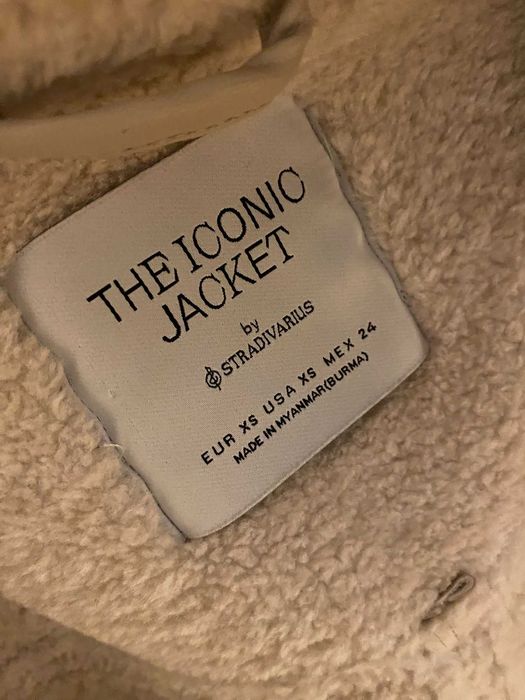 THE ICONIC
JACKET
by
STRADIVARIUS
EUR XS USA XS MEX 24
MADE IN MYANMAR(BURMA)